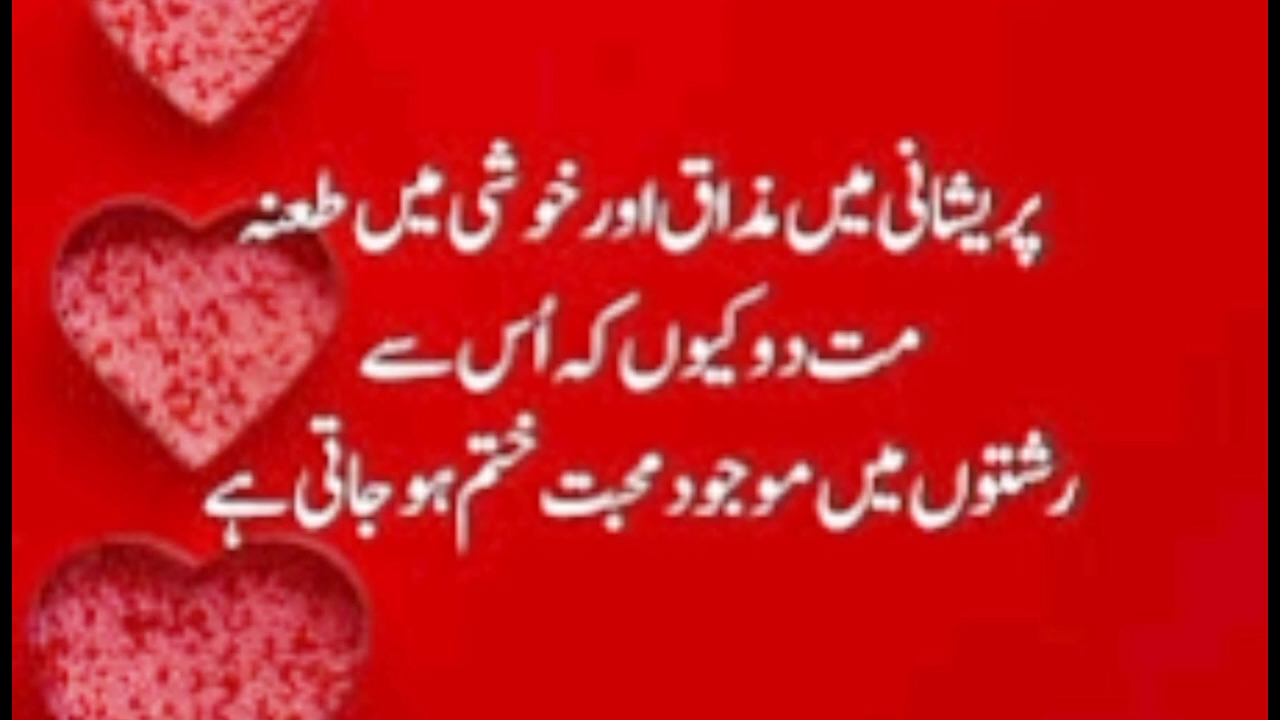 پریشانی میں مذاق اور خوشی میں طعنہ
مت دو کیوں کہ اُس سے
رشتوں میں موجود محبت ختم ہو جاتی ہے